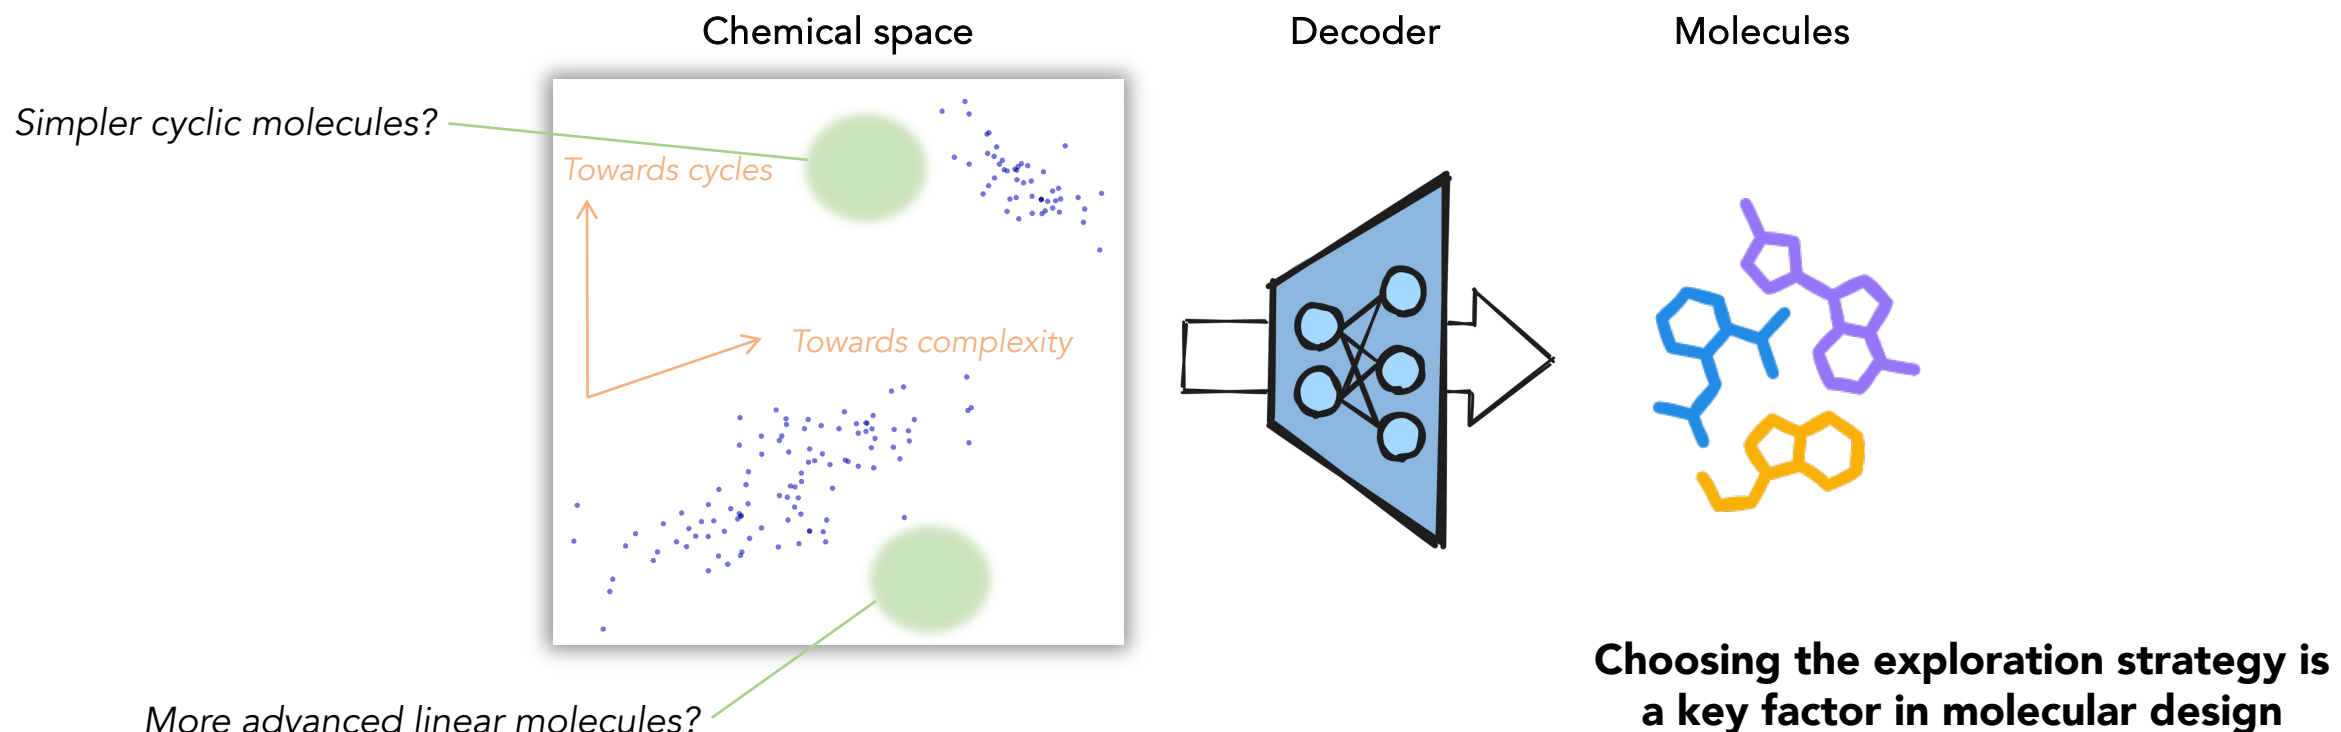 Chemical space
Decoder
Molecules
Simpler cyclic molecules?
Towards cycles
Towards complexity
More advanced linear molecules?
Choosing the exploration strategy is
a key factor in molecular design